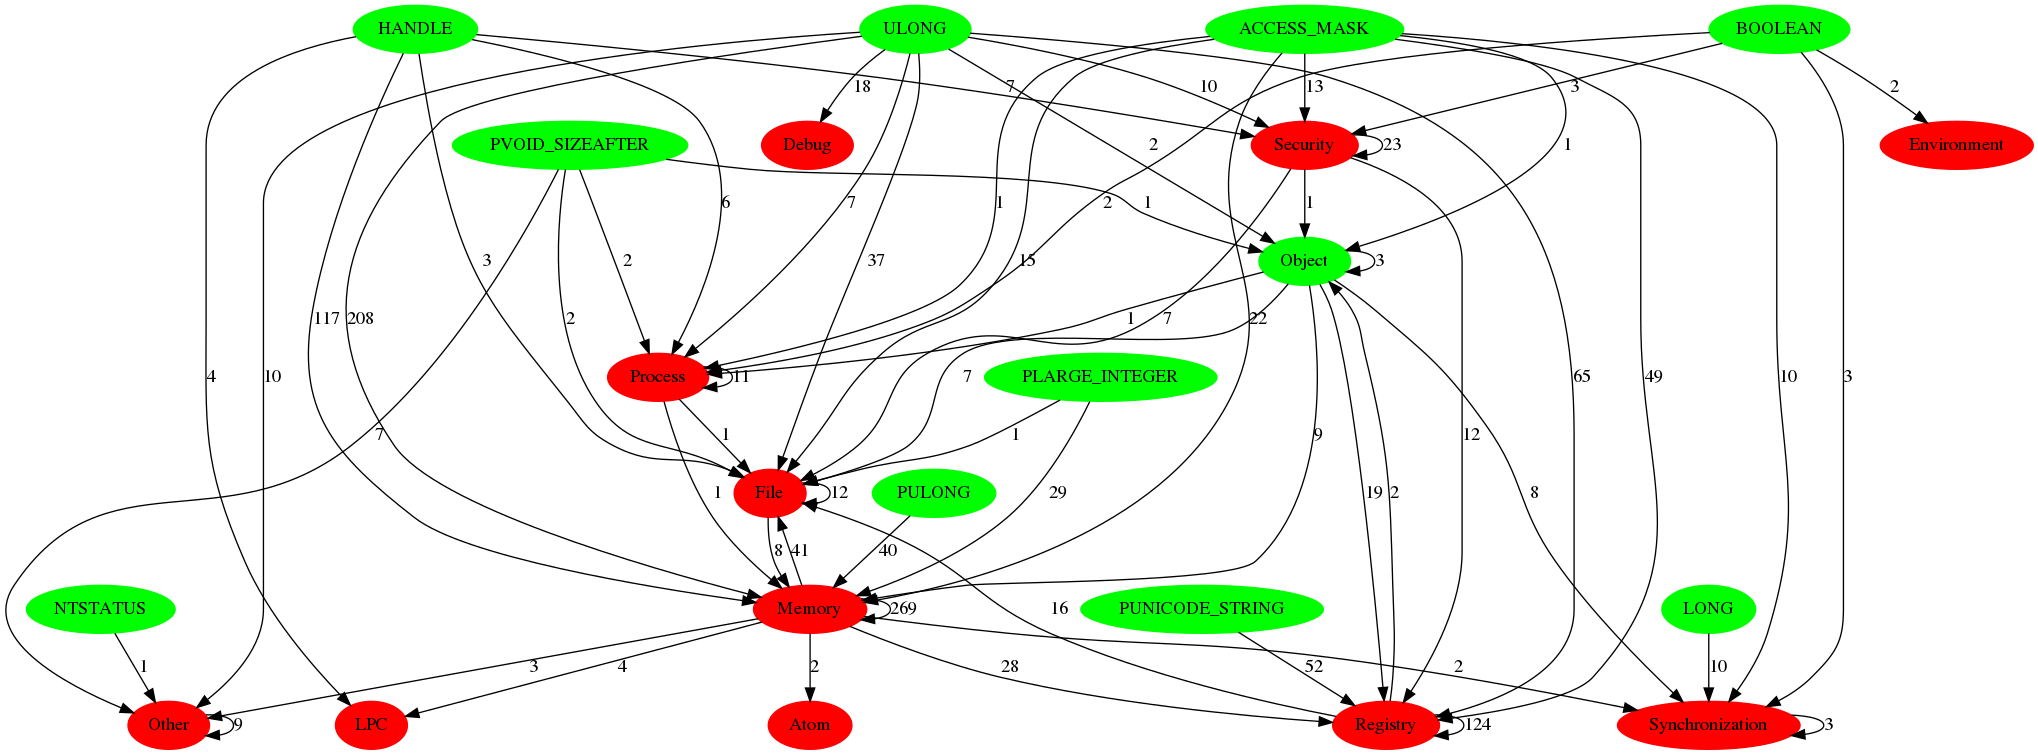 HANDLE ULONG ACCESS_MASK BOOLEAN
18 7 10 13 3 2
PVOID_SIZEAFTER Debug 2 Security 23 1 Environment
6 7 1 2 1 1
3 2 37 15 Object 3
117 208 2 1 7 22
4 10 Process 11 7 PLARGE_INTEGER 65 49 10 3
7 1 1 9 12
1 File 12 PULONG 29 19 2 8
8 41 40
NTSTATUS Memory 269 16 PUNICODE_STRING LONG
1 3 4 2 28 52 2 10
Other 9 LPC Atom Registry 124 Synchronization 3